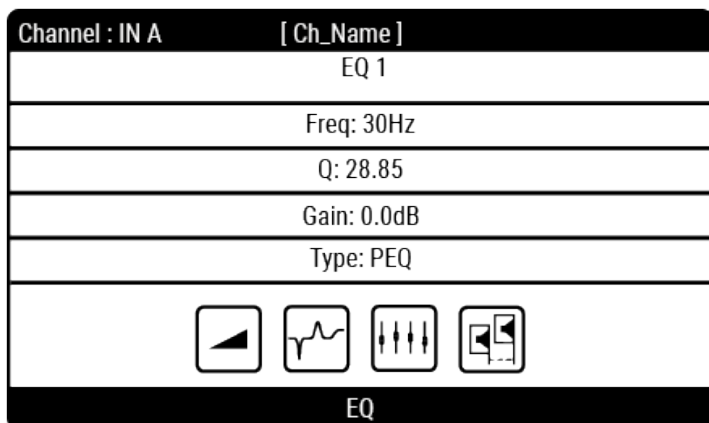 Channel : IN A [ Ch_Name ]
EQ 1
Freq: 30Hz
Q: 28.85
Gain: 0.0dB
Type: PEQ
EQ